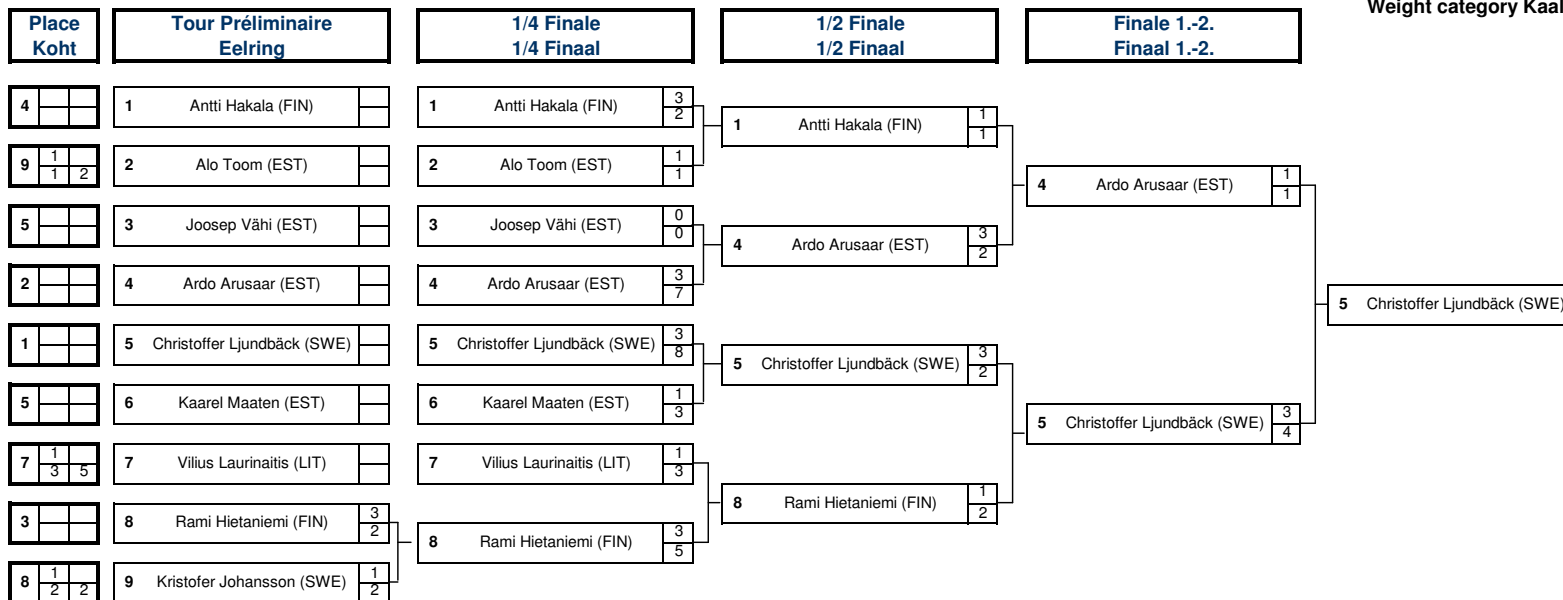 Weight category Kaal
Place
Koht
Tour Préliminaire
Eelring
1/4 Finale
1/4 Finaal
1/2 Finale
1/2 Finaal
Finale 1.-2.
Finaal 1.-2.
4
1 Antti Hakala (FIN)
1 Antti Hakala (FIN) 3
2
1 Antti Hakala (FIN) 1
1
9 1
1 2
2 Alo Toom (EST)
2 Alo Toom (EST) 1
1
4 Ardo Arusaar (EST) 1
1
5
3 Joosep Vähi (EST)
3 Joosep Vähi (EST) 0
0
4 Ardo Arusaar (EST) 3
2
2
4 Ardo Arusaar (EST)
4 Ardo Arusaar (EST) 3
7
5 Christoffer Ljundbäck (SWE)
1
5 Christoffer Ljundbäck (SWE)
5 Christoffer Ljundbäck (SWE) 3
8
5 Christoffer Ljundbäck (SWE) 3
2
5
6 Kaarel Maaten (EST)
6 Kaarel Maaten (EST) 1
3
5 Christoffer Ljundbäck (SWE) 3
4
7 1
3 5
7 Vilius Laurinaitis (LIT)
7 Vilius Laurinaitis (LIT) 1
3
8 Rami Hietaniemi (FIN) 1
2
3
8 Rami Hietaniemi (FIN) 3
2
8 Rami Hietaniemi (FIN) 3
5
8 1
2 2
9 Kristofer Johansson (SWE) 1
2